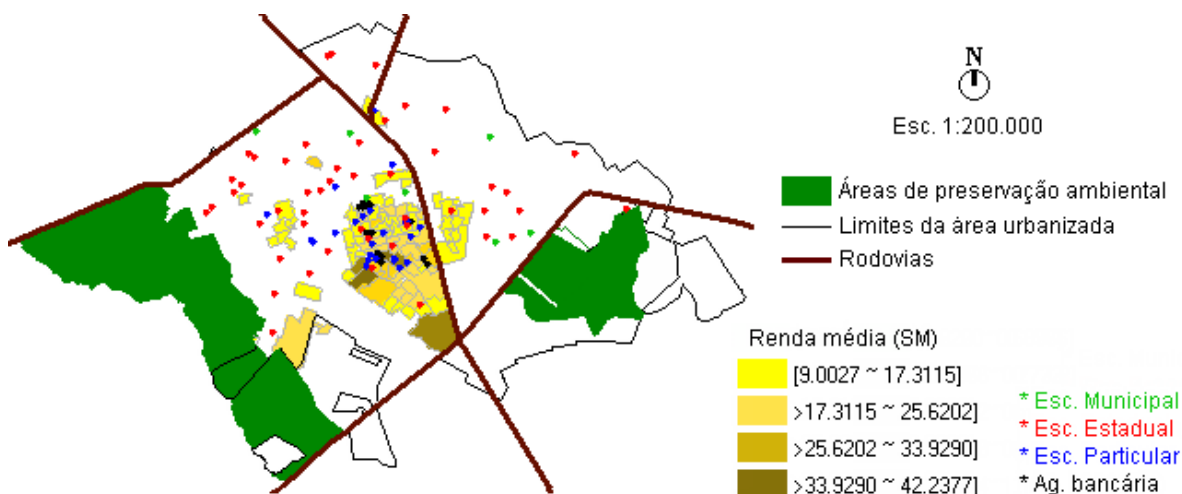 N
Esc. 1:200.000
Áreas de preservação ambiental
Limites da área urbanizada
Rodovias
Renda média (SM)
[9.0027 ~ 17.3115]
>17.3115 ~ 25.6202]
>25.6202 ~ 33.9290]
>33.9290 ~ 42.2377]
* Esc. Municipal
* Esc. Estadual
* Esc. Particular
* Ag. bancária